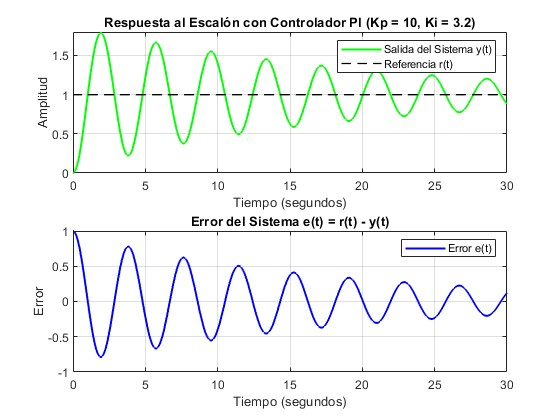 Respuesta al Escalón con Controlador PI (Kp = 10, Ki = 3.2)
Amplitud
1.5
1
0.5
0
Salida del Sistema y(t)
Referencia r(t)
0 5 10 15 20 25 30
Tiempo (segundos)
Error del Sistema e(t) = r(t) - y(t)
Error
1
0.5
0
-0.5
-1
Error e(t)
0 5 10 15 20 25 30
Tiempo (segundos)